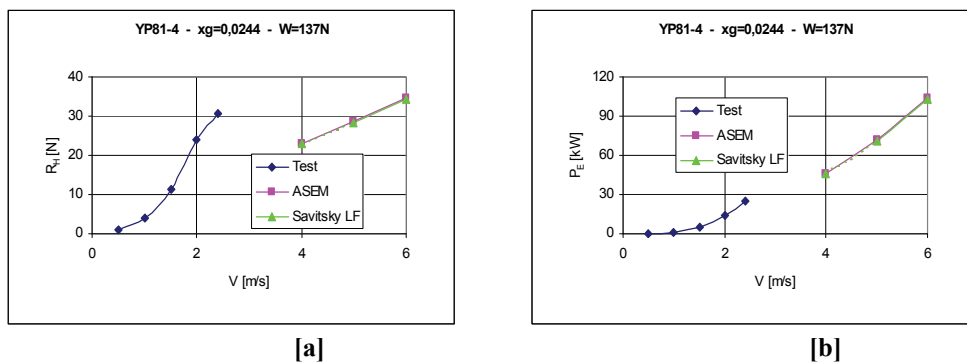 YP81-4 - xg=0,0244 - W=137N
40
30
20
10
0
R_H [N]
0 2 4 6
V [m/s]
Test
ASEM
Savitsky LF
[a]
YP81-4 - xg=0,0244 - W=137N
120
90
60
30
0
P_E [kW]
0 2 4 6
V [m/s]
Test
ASEM
Savitsky LF
[b]